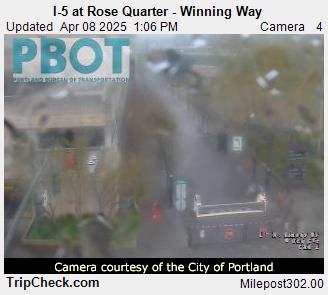 I-5 at Rose Quarter - Winning Way
Updated Apr 08 2025 1:06 PM Camera 4
PBOT
PORTLAND BUREAU OF TRANSPORTATION
Camera courtesy of the City of Portland
TripCheck.com Milepost302.00